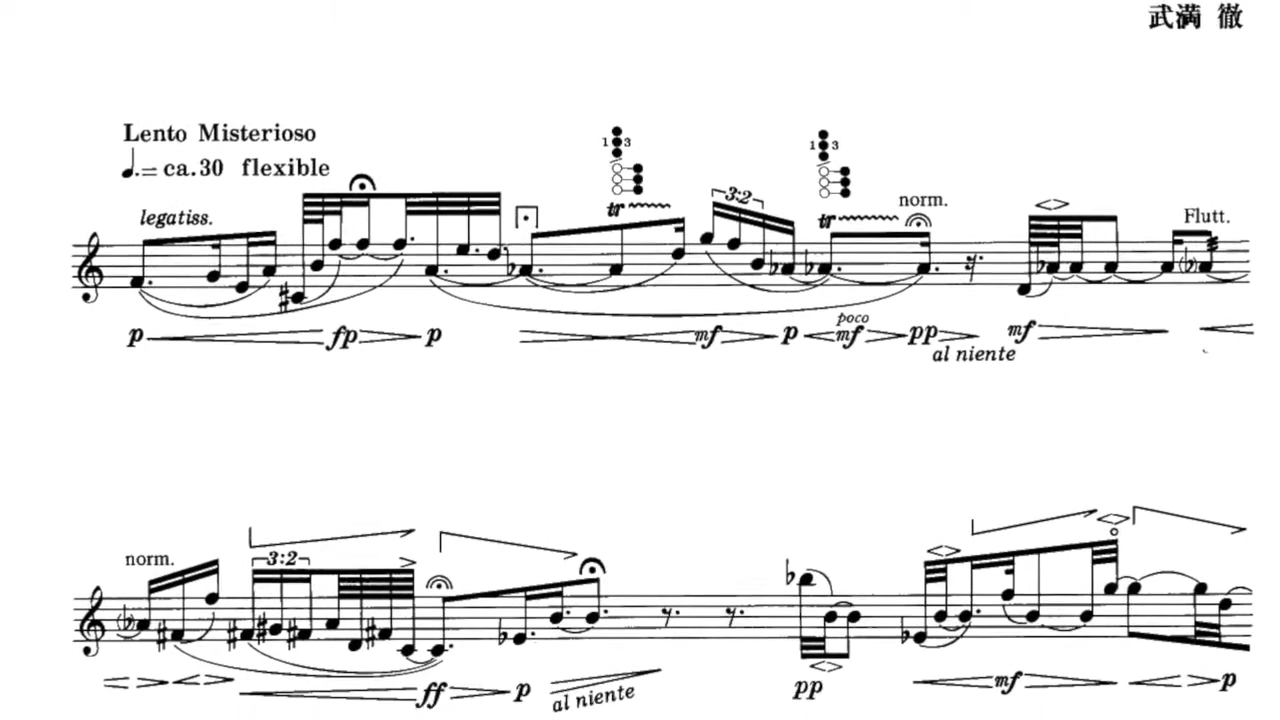 武満 徹
Lento Misterioso
♩.= ca.30 flexible
legatiss.
1 3
1 3
tr
3:2
tr
norm.
Flutt.
p fp p mf p poco mf pp mf
al niente
norm.
3:2
ff p pp mf p
al niente